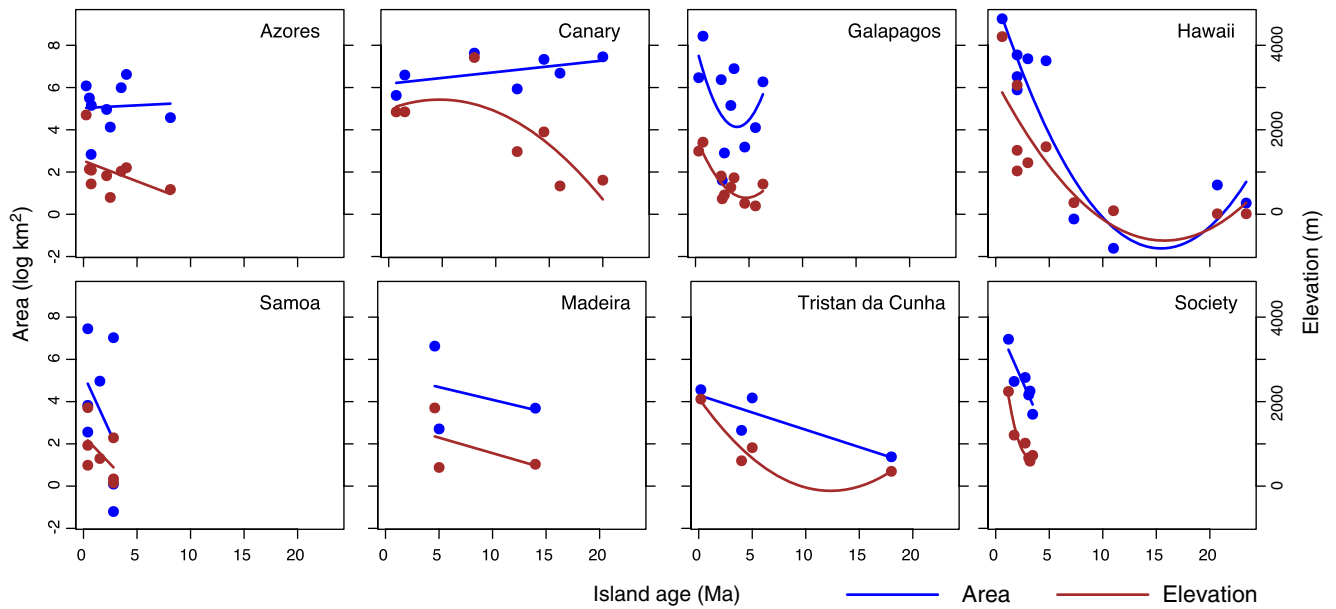 Azores
Canary
Galapagos
Hawaii
8
6
4
2
0
-2
4000
2000
0
Samoa
Madeira
Tristan da Cunha
Society
8
6
4
2
0
-2
4000
2000
0
0 5 10 15 20
0 5 10 15 20
0 5 10 15 20
0 5 10 15 20
Area (log km²)
Elevation (m)
Island age (Ma)
Area
Elevation